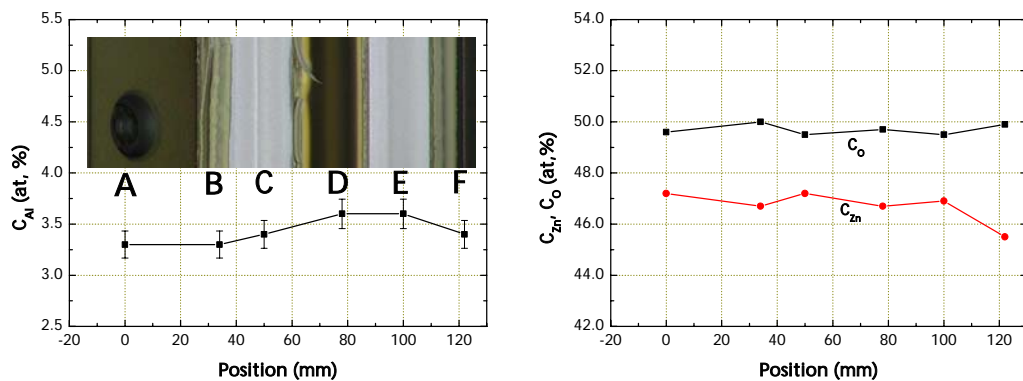 5.5
5.0
4.5
4.0
3.5
3.0
2.5
C_Al (at, %)
A B C D E F
-20 0 20 40 60 80 100 120
Position (mm)
54.0
52.0
50.0
48.0
46.0
44.0
42.0
C_Zn, C_O (at,%)
C_O
C_Zn
-20 0 20 40 60 80 100 120
Position (mm)